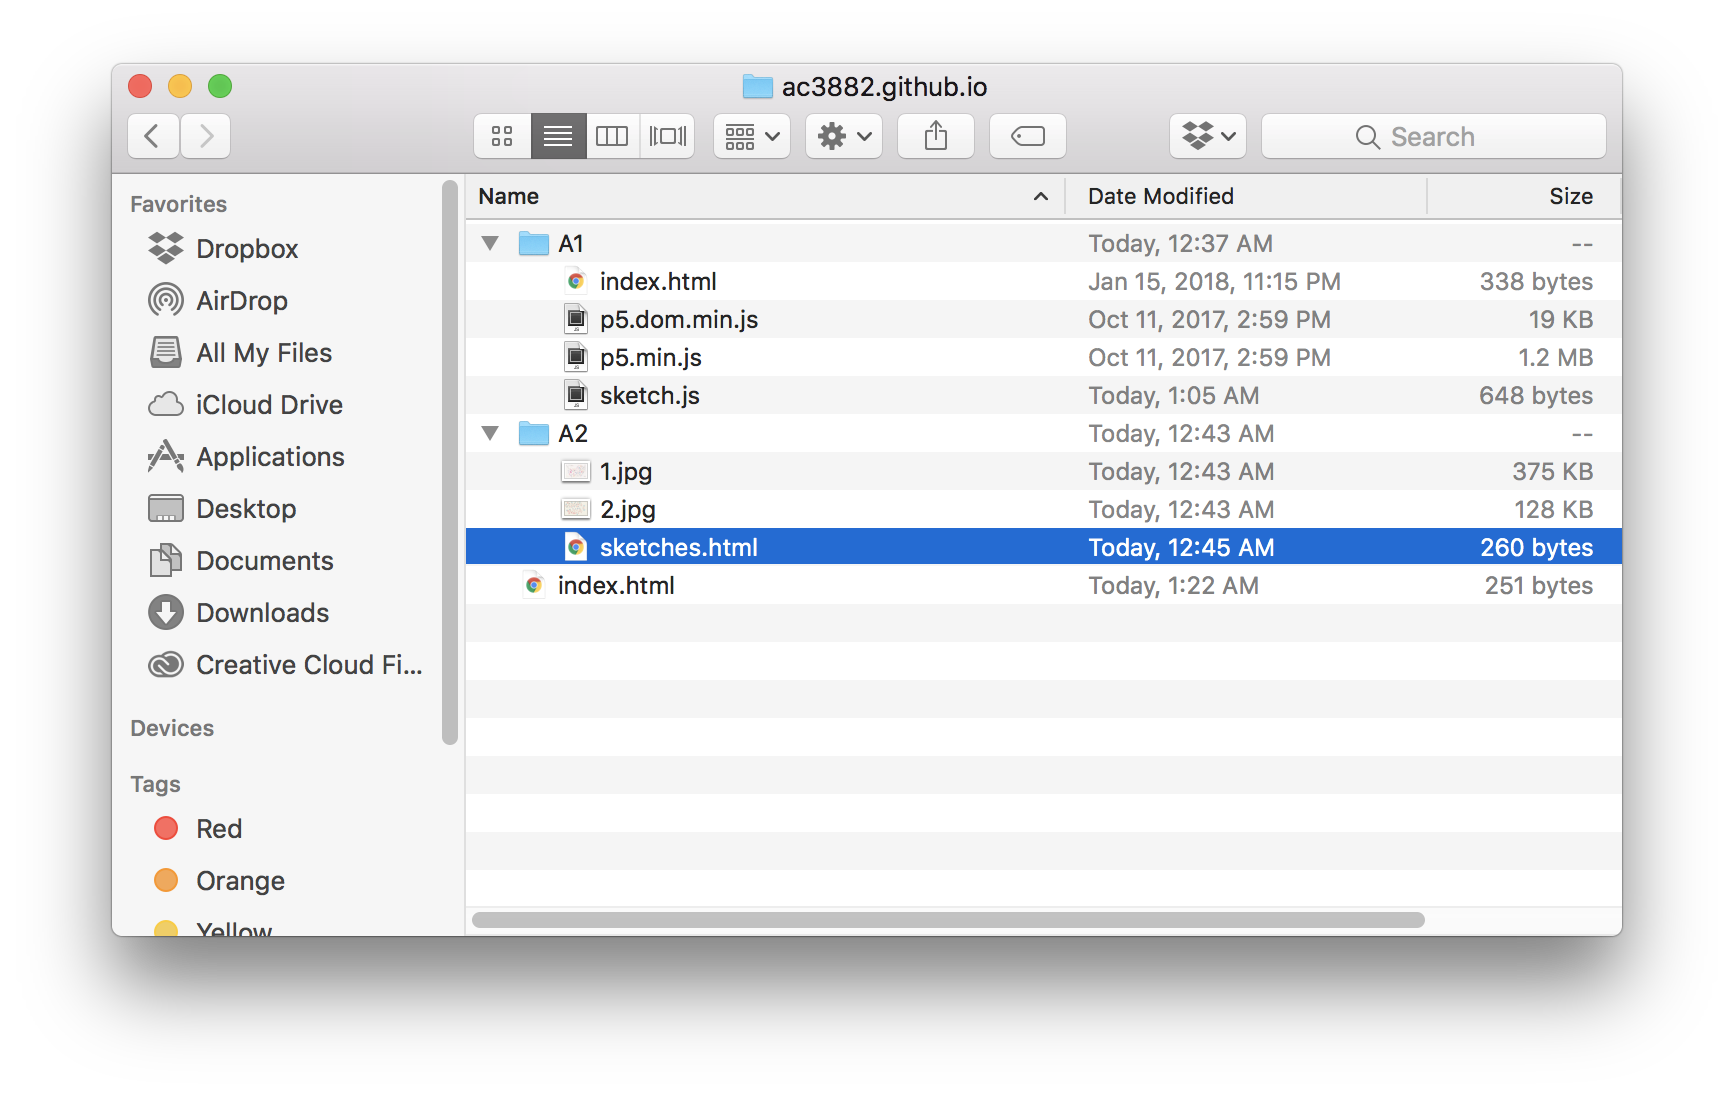 ac3882.github.io
Search
Favorites
Dropbox
AirDrop
All My Files
iCloud Drive
Applications
Desktop
Documents
Downloads
Creative Cloud Fi...
Devices
Tags
Red
Orange
Yellow
Name Date Modified Size
A1 Today, 12:37 AM --
index.html Jan 15, 2018, 11:15 PM 338 bytes
p5.dom.min.js Oct 11, 2017, 2:59 PM 19 KB
p5.min.js Oct 11, 2017, 2:59 PM 1.2 MB
sketch.js Today, 1:05 AM 648 bytes
A2 Today, 12:43 AM --
1.jpg Today, 12:43 AM 375 KB
2.jpg Today, 12:43 AM 128 KB
sketches.html Today, 12:45 AM 260 bytes
index.html Today, 1:22 AM 251 bytes